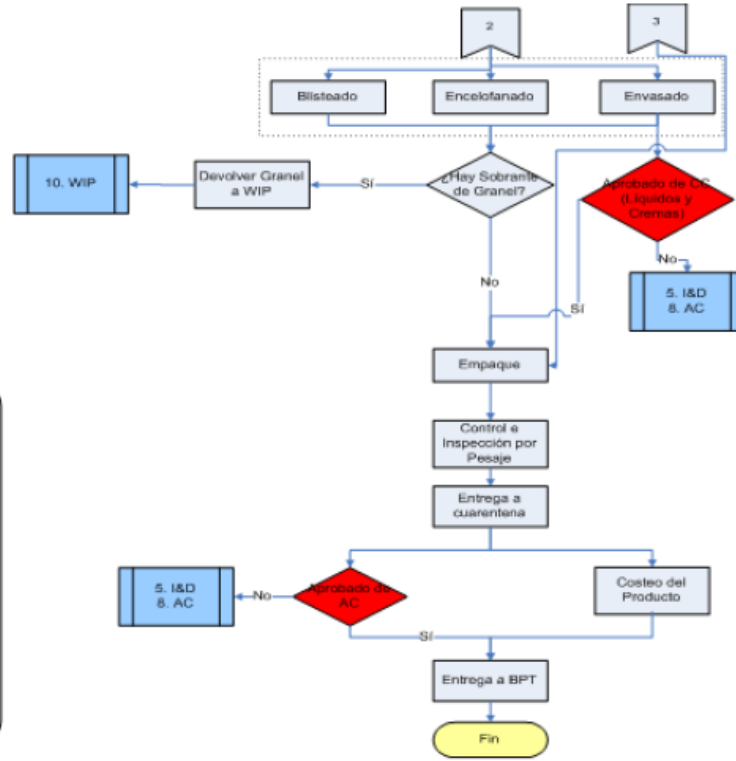 2
3
Blisteado
Encelofanado
Envasado
10. WIP
Devolver Granel
a WIP
Sí
¿Hay Sobrante
de Granel?
Aprobado de CC
(Líquidos y
Cremas)
No
No
5. I&D
8. AC
Sí
Empaque
Control e
Inspección por
Pesaje
Entrega a
cuarentena
5. I&D
8. AC
No
Aprobado de
AC
Costeo del
Producto
Sí
Entrega a BPT
Fin